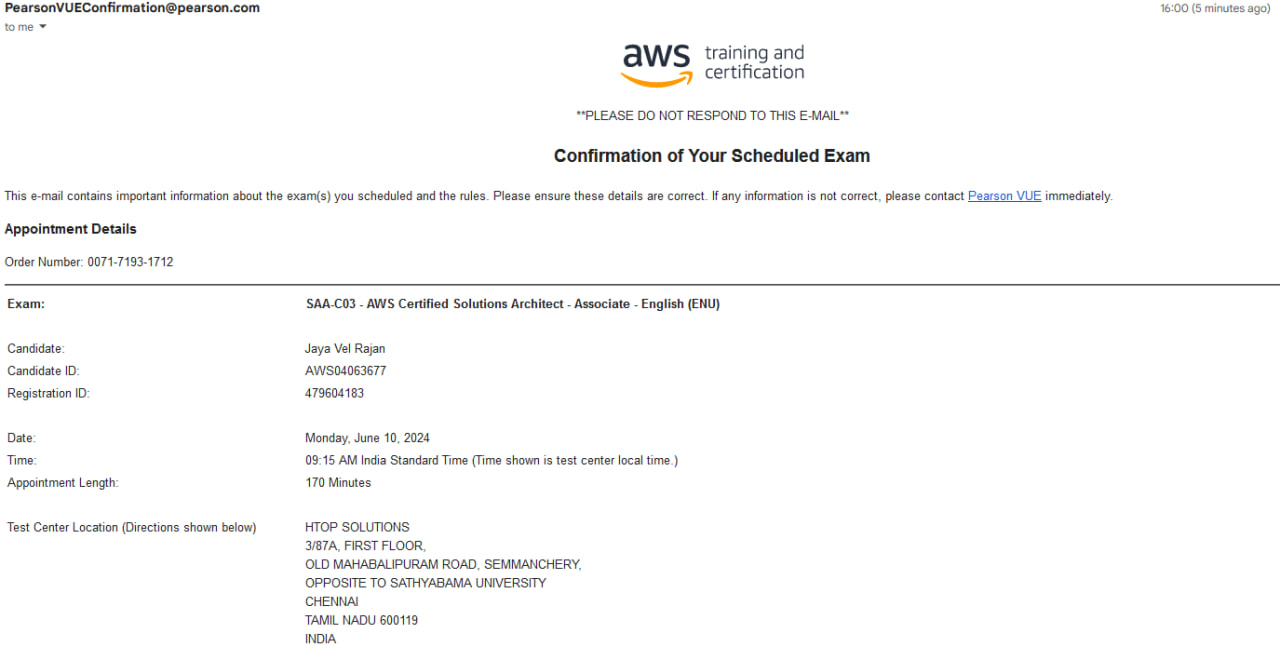 PearsonVUEConfirmation@pearson.com
16:00 (5 minutes ago)
to me
aws training and
certification
**PLEASE DO NOT RESPOND TO THIS E-MAIL**
Confirmation of Your Scheduled Exam
This e-mail contains important information about the exam(s) you scheduled and the rules. Please ensure these details are correct. If any information is not correct, please contact Pearson VUE immediately.
Appointment Details
Order Number: 0071-7193-1712
Exam: SAA-C03 - AWS Certified Solutions Architect - Associate - English (ENU)
Candidate: Jaya Vel Rajan
Candidate ID: AWS04063677
Registration ID: 479604183
Date: Monday, June 10, 2024
Time: 09:15 AM India Standard Time (Time shown is test center local time.)
Appointment Length: 170 Minutes
Test Center Location (Directions shown below) HTOP SOLUTIONS
3/87A, FIRST FLOOR,
OLD MAHABALIPURAM ROAD, SEMMANCHERY,
OPPOSITE TO SATHYABAMA UNIVERSITY
CHENNAI
TAMIL NADU 600119
INDIA